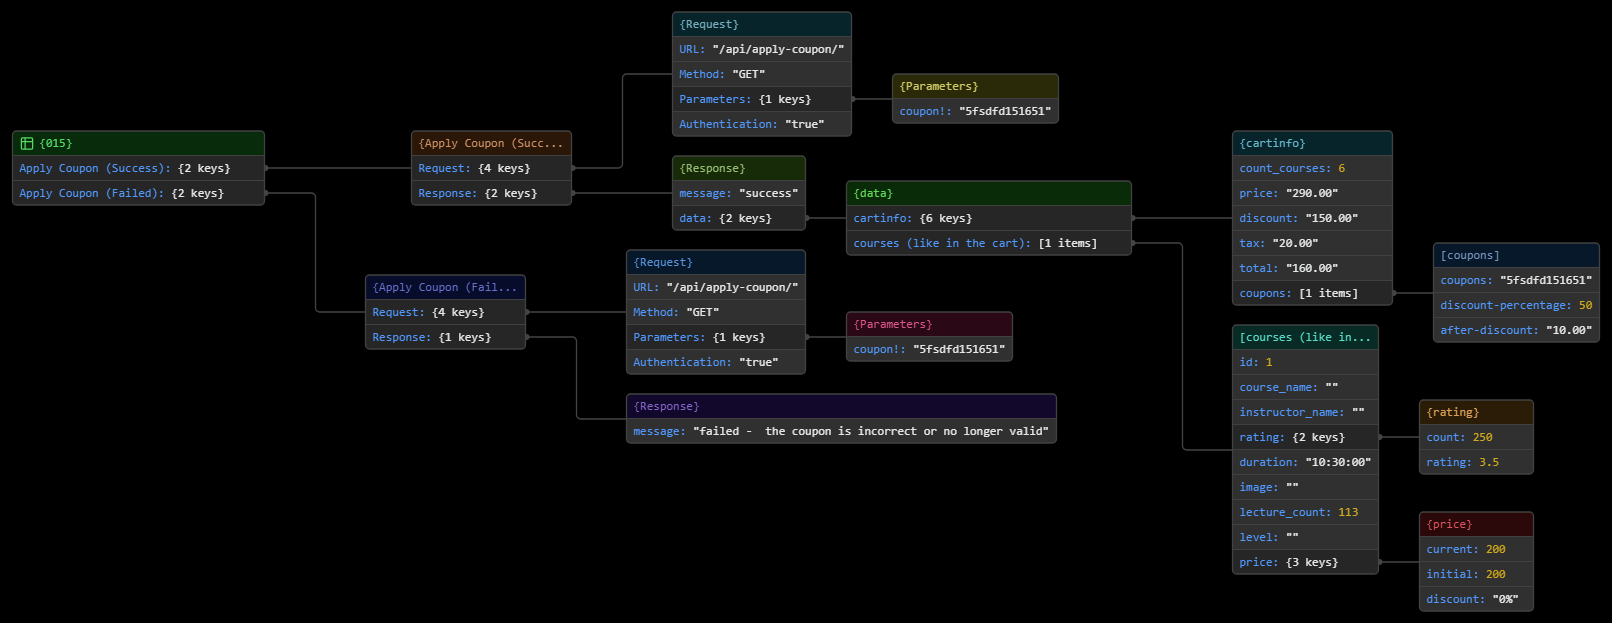 {015}
Apply Coupon (Success): {2 keys}
Apply Coupon (Failed): {2 keys}
{Apply Coupon (Succ...
Request: {4 keys}
Response: {2 keys}
{Request}
URL: "/api/apply-coupon/"
Method: "GET"
Parameters: {1 keys}
Authentication: "true"
{Parameters}
coupon!: "5fsdfd151651"
{Response}
message: "success"
data: {2 keys}
{data}
cartinfo: {6 keys}
courses (like in the cart): [1 items]
{cartinfo}
count_courses: 6
price: "290.00"
discount: "150.00"
tax: "20.00"
total: "160.00"
coupons: [1 items]
[coupons]
coupons: "5fsdfd151651"
discount-percentage: 50
after-discount: "10.00"
[courses (like in...
id: 1
course_name: ""
instructor_name: ""
rating: {2 keys}
duration: "10:30:00"
image: ""
lecture_count: 113
level: ""
price: {3 keys}
{rating}
count: 250
rating: 3.5
{price}
current: 200
initial: 200
discount: "0%"
{Apply Coupon (Fail...
Request: {4 keys}
Response: {1 keys}
{Request}
URL: "/api/apply-coupon/"
Method: "GET"
Parameters: {1 keys}
Authentication: "true"
{Parameters}
coupon!: "5fsdfd151651"
{Response}
message: "failed -  the coupon is incorrect or no longer valid"